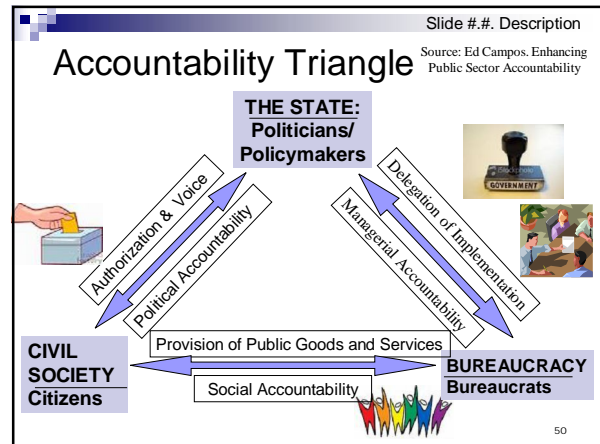 Slide #.#. Description
Accountability Triangle
Source: Ed Campos. Enhancing
Public Sector Accountability
THE STATE:
Politicians/
Policymakers
GOVERNMENT
Authorization & Voice
Political Accountability
Delegation of Implementation
Managerial Accountability
Provision of Public Goods and Services
Social Accountability
CIVIL
SOCIETY
Citizens
BUREAUCRACY
Bureaucrats
50